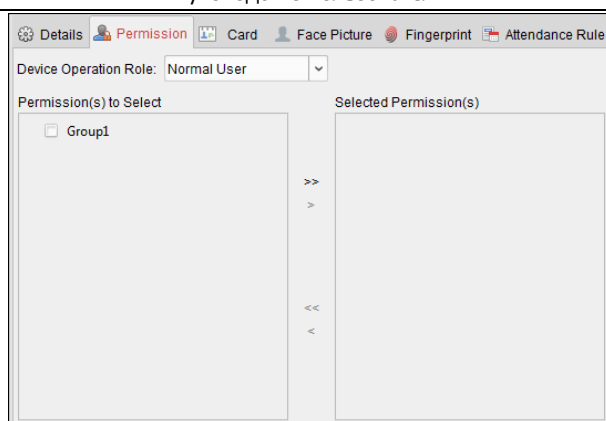 Details Permission Card Face Picture Fingerprint Attendance Rule
Device Operation Role: Normal User
Permission(s) to Select Selected Permission(s)
Group1
>>
>
<<
<